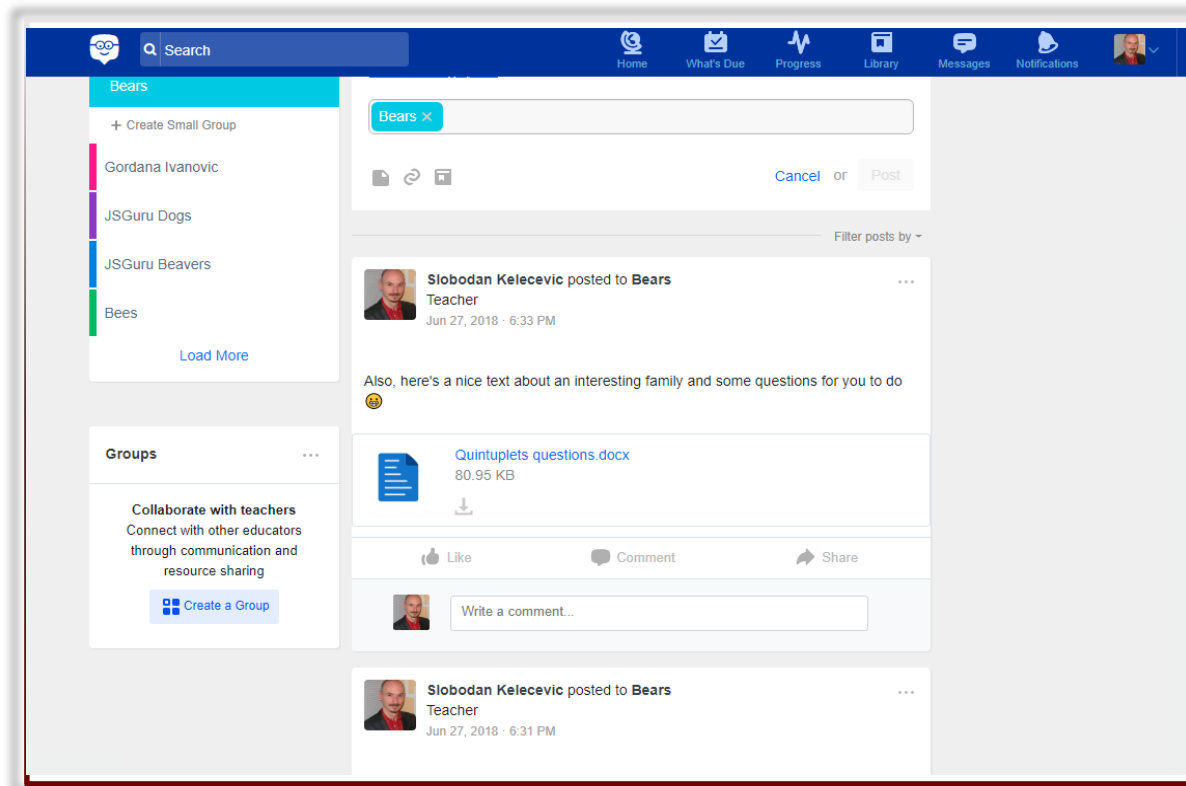 Search
Home
What's Due
Progress
Library
Messages
Notifications
Bears
+ Create Small Group
Gordana Ivanovic
JSGuru Dogs
JSGuru Beavers
Bees
Load More
Groups
Collaborate with teachers
Connect with other educators
through communication and
resource sharing
Create a Group
Bears ×
Cancel or Post
Filter posts by
Slobodan Kelecevic posted to Bears
Teacher
Jun 27, 2018 · 6:33 PM
Also, here's a nice text about an interesting family and some questions for you to do
Quintuplets questions.docx
80.95 KB
Like
Comment
Share
Write a comment...
Slobodan Kelecevic posted to Bears
Teacher
Jun 27, 2018 · 6:31 PM